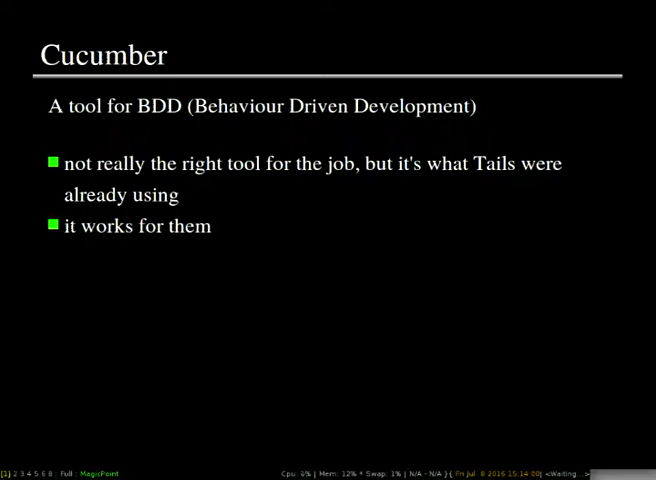 Cucumber
A tool for BDD (Behaviour Driven Development)
not really the right tool for the job, but it's what Tails were
already using
it works for them
[1] 2 3 4 5 6 8 : Full : MagicPoint
Mem: 12% * Swap: 1% | N/A - N/A }{ Fri Jul 8 2016 15:14:00| <Waiting...>